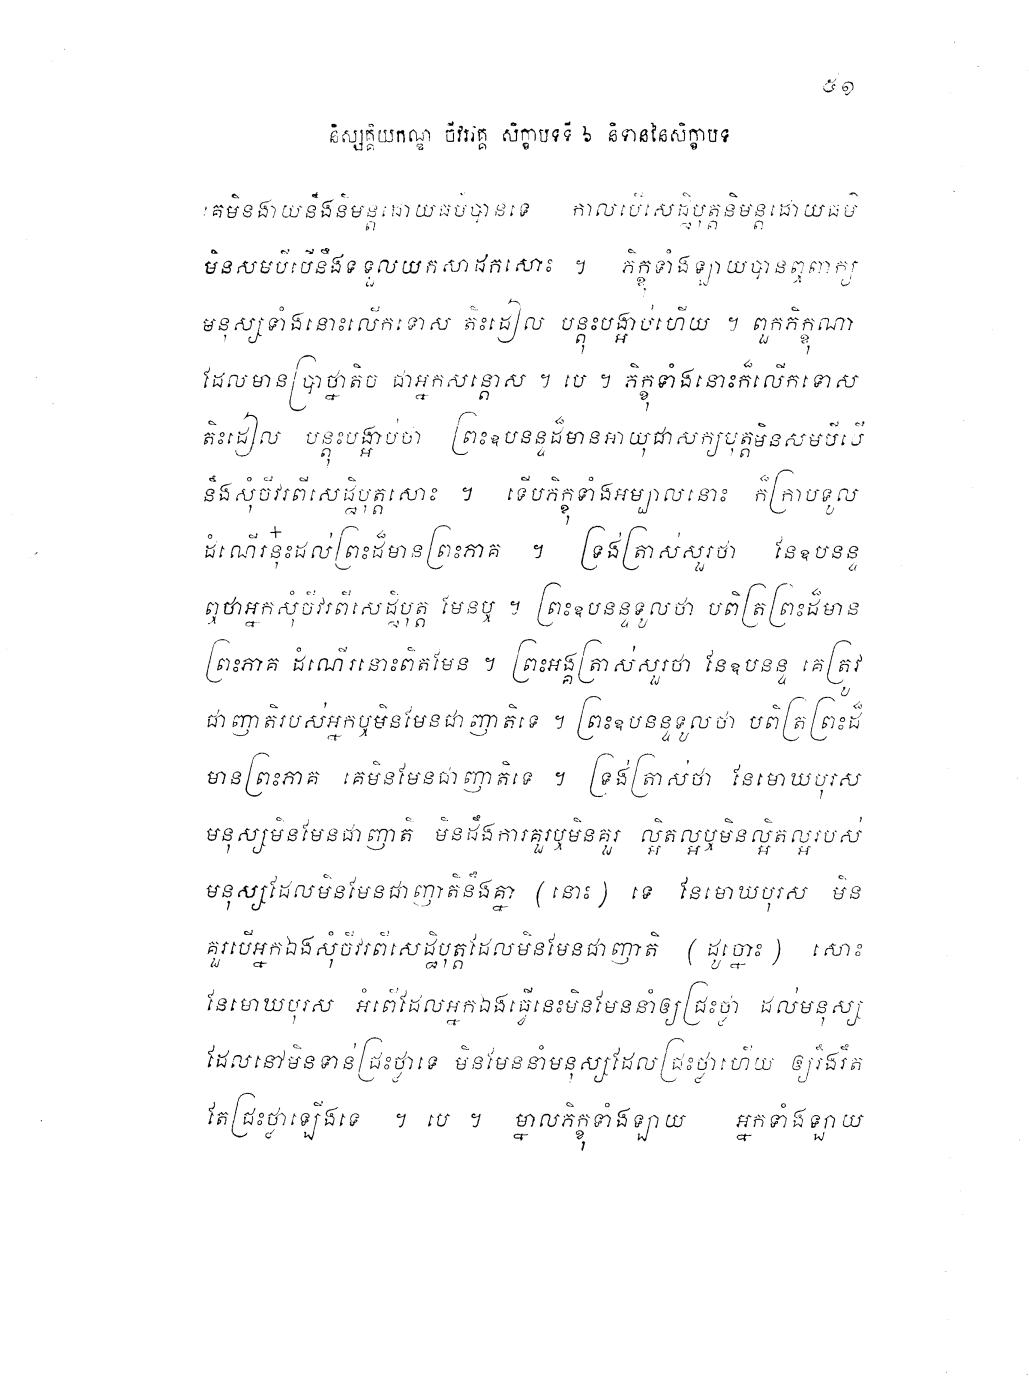 ៥១
និស្សគ្គិយកណ្ឌ ចីវរវគ្គ សិក្ខាបទទី ៦ និទាននៃសិក្ខាបទ
គេមិនងាយនឹងនិមន្តដោយធម៌បានទេ កាលបើសេដ្ឋិបុត្តនិមន្តដោយធម៌
មិនសមបើបើនឹងទទួលយកសាដកសោះ ។ ភិក្ខុទាំងឡាយបានឮពាក្យ
មនុស្សទាំងនោះលើកទោស តិះដៀល បន្តុះបង្អាប់ហើយ ។ ពួកភិក្ខុណា
ដែលមានប្រាថ្នាតិច ជាអ្នកសន្តោស ។ បេ ។ ភិក្ខុទាំងនោះក៏លើកទោស
តិះដៀល បន្តុះបង្អាប់ថា ព្រះឧបនន្ទដ៏មានអាយុជាសក្យបុត្តមិនសមបើបើ
នឹងសុំចីវរពីសេដ្ឋិបុត្តសោះ ។ ទើបភិក្ខុទាំងអម្បាលនោះ ក៏ក្រាបទូល
ដំណើរនុ៎ះដល់ព្រះដ៏មានព្រះភាគ ។ ទ្រង់ត្រាស់សួរថា នែឧបនន្ទ
ឮថាអ្នកសុំចីវរពីសេដ្ឋិបុត្ត មែនឬ ។ ព្រះឧបនន្ទទូលថា បពិត្រព្រះដ៏មាន
ព្រះភាគ ដំណើរនោះពិតមែន ។ ព្រះអង្គត្រាស់សួរថា នែឧបនន្ទ គេត្រូវ
ជាញាតិរបស់អ្នកឬមិនមែនជាញាតិទេ ។ ព្រះឧបនន្ទទូលថា បពិត្រព្រះដ៏
មានព្រះភាគ គេមិនមែនជាញាតិទេ ។ ទ្រង់ត្រាស់ថា នែមោឃបុរស
មនុស្សមិនមែនជាញាតិ មិនដឹងការគួរឬមិនគួរ ល្អិតល្អឬមិនល្អិតល្អរបស់
មនុស្សដែលមិនមែនជាញាតិនឹងគ្នា (នោះ) ទេ នែមោឃបុរស មិន
គួរបើអ្នកឯងសុំចីវរពីសេដ្ឋិបុត្តដែលមិនមែនជាញាតិ (ដូច្នោះ) សោះ
នែមោឃបុរស អំពើដែលអ្នកឯងធ្វើនេះមិនមែននាំឲ្យជ្រះថ្លា ដល់មនុស្ស
ដែលនៅមិនទាន់ជ្រះថ្លាទេ មិនមែននាំមនុស្សដែលជ្រះថ្លាហើយ ឲ្យរឹងរឹត
តែជ្រះថ្លាឡើងទេ ។ បេ ។ ម្នាលភិក្ខុទាំងឡាយ អ្នកទាំងឡាយ